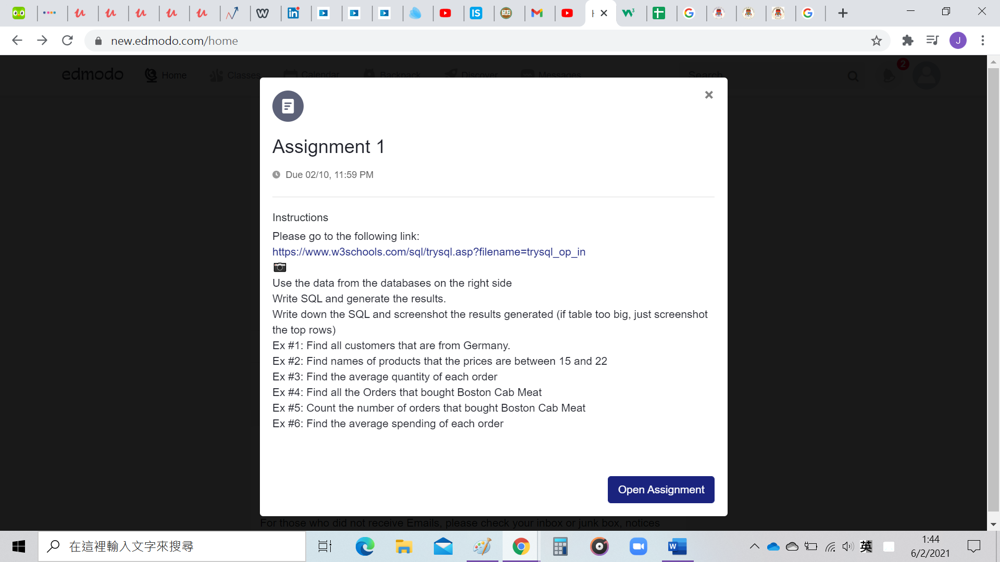 new.edmodo.com/home
edmodo Home Classes Calendar Backpack Discover Messages Search 2
Assignment 1
Due 02/10, 11:59 PM
Instructions
Please go to the following link:
https://www.w3schools.com/sql/trysql.asp?filename=trysql_op_in
Use the data from the databases on the right side
Write SQL and generate the results.
Write down the SQL and screenshot the results generated (if table too big, just screenshot
the top rows)
Ex #1: Find all customers that are from Germany.
Ex #2: Find names of products that the prices are between 15 and 22
Ex #3: Find the average quantity of each order
Ex #4: Find all the Orders that bought Boston Cab Meat
Ex #5: Count the number of orders that bought Boston Cab Meat
Ex #6: Find the average spending of each order
Open Assignment
For those who did not receive Emails, please check your inbox or junk box, notices
在這裡輸入文字來搜尋
英
1:44
6/2/2021